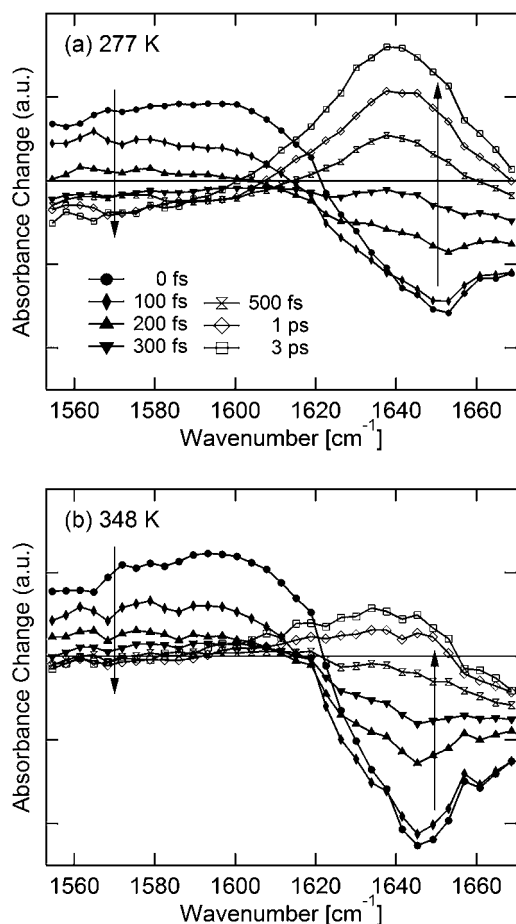 (a) 277 K
Absorbance Change (a.u.)
0 fs
100 fs
200 fs
300 fs
500 fs
1 ps
3 ps
1560 1580 1600 1620 1640 1660
Wavenumber [cm⁻¹]
(b) 348 K
Absorbance Change (a.u.)
1560 1580 1600 1620 1640 1660
Wavenumber [cm⁻¹]